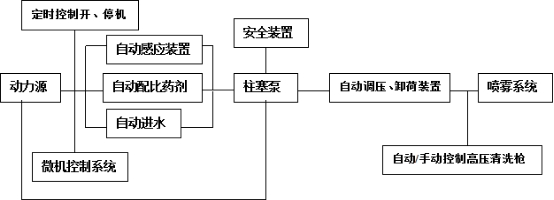 定时控制开、停机
安全装置
自动感应装置
动力源
自动配比药剂
柱塞泵
自动调压、卸荷装置
喷雾系统
自动进水
微机控制系统
自动/手动控制高压清洗枪